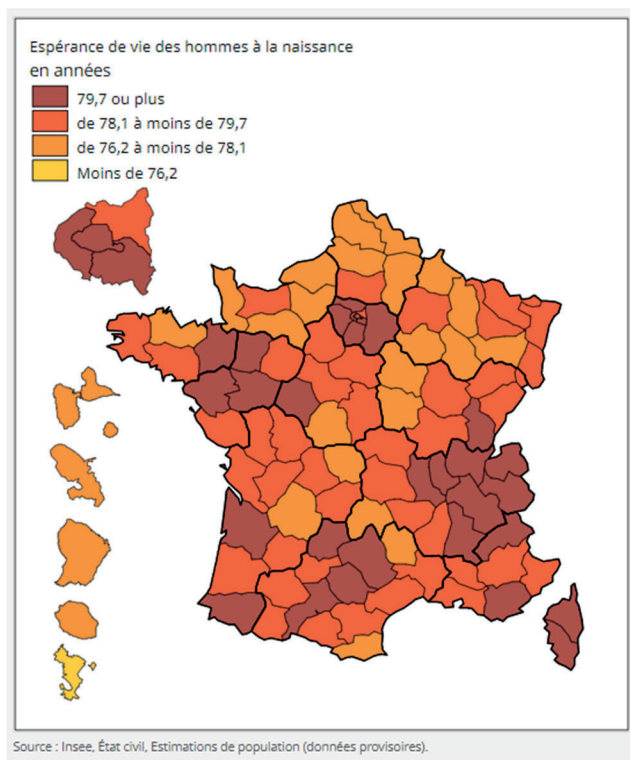 Espérance de vie des hommes à la naissance
en années
79,7 ou plus
de 78,1 à moins de 79,7
de 76,2 à moins de 78,1
Moins de 76,2
Source : Insee, État civil, Estimations de population (données provisoires).